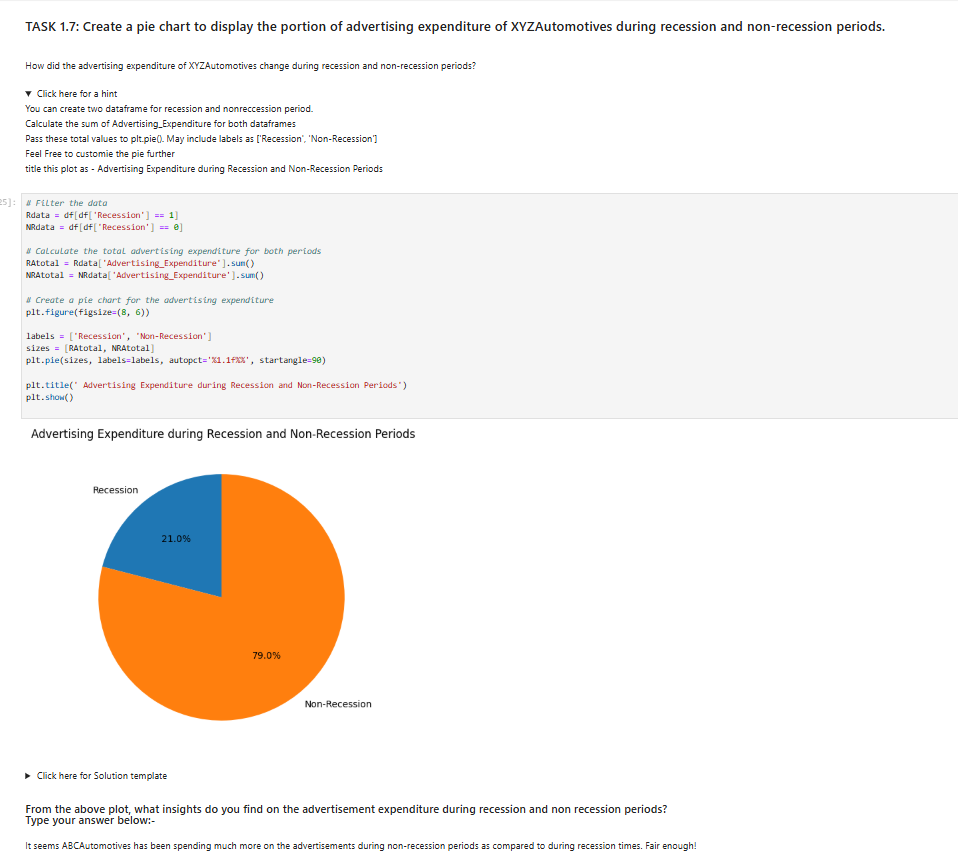 TASK 1.7: Create a pie chart to display the portion of advertising expenditure of XYZAutomotives during recession and non-recession periods.
How did the advertising expenditure of XYZAutomotives change during recession and non-recession periods?
▼ Click here for a hint
You can create two dataframe for recession and nonreccession period.
Calculate the sum of Advertising_Expenditure for both dataframes
Pass these total values to plt.pie(). May include labels as ['Recession', 'Non-Recession']
Feel Free to customie the pie further
title this plot as - Advertising Expenditure during Recession and Non-Recession Periods
25]:
# Filter the data
Rdata = df[df['Recession'] == 1]
NRdata = df[df['Recession'] == 0]
# Calculate the total advertising expenditure for both periods
RAtotal = Rdata['Advertising_Expenditure'].sum()
NRAtotal = NRdata['Advertising_Expenditure'].sum()
# Create a pie chart for the advertising expenditure
plt.figure(figsize=(8, 6))
labels = ['Recession', 'Non-Recession']
sizes = [RAtotal, NRAtotal]
plt.pie(sizes, labels=labels, autopct='%1.1f%%', startangle=90)
plt.title(' Advertising Expenditure during Recession and Non-Recession Periods')
plt.show()
Advertising Expenditure during Recession and Non-Recession Periods
Recession
21.0%
79.0%
Non-Recession
▶ Click here for Solution template
From the above plot, what insights do you find on the advertisement expenditure during recession and non recession periods?
Type your answer below:-
It seems ABCAutomotives has been spending much more on the advertisements during non-recession periods as compared to during recession times. Fair enough!